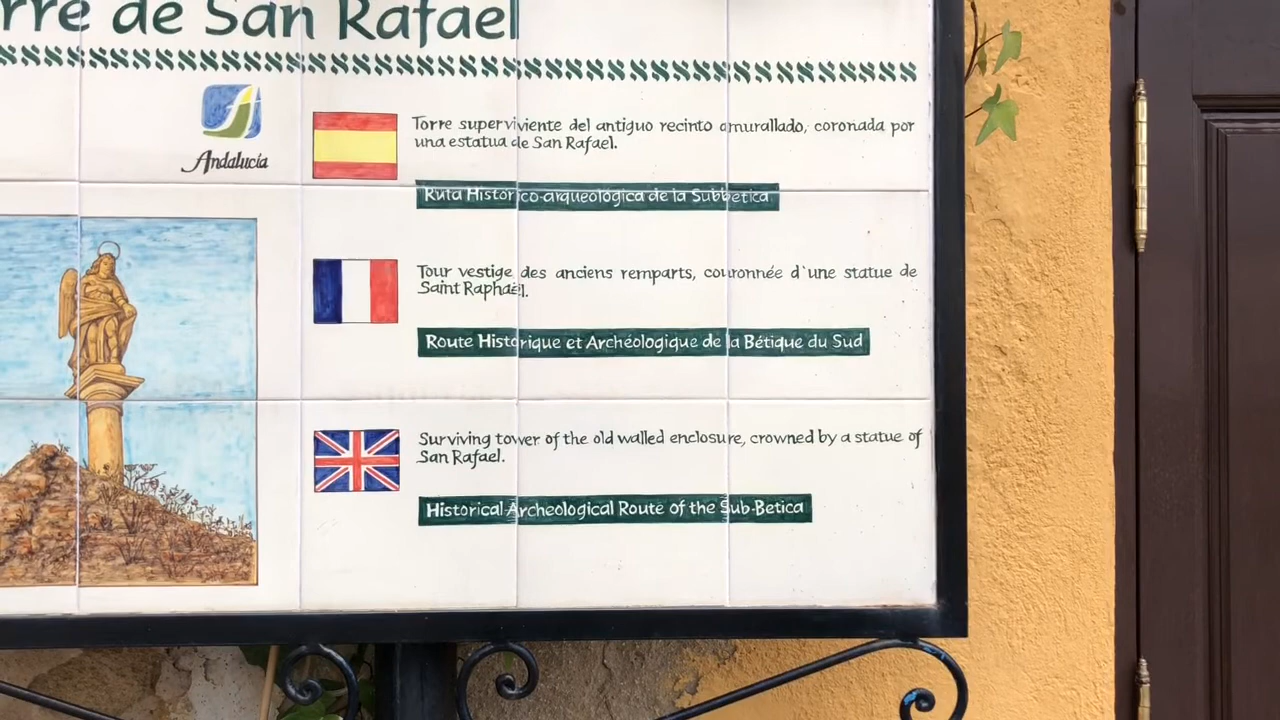 rre de San Rafael
Andalucía
Torre superviviente del antiguo recinto amurallado, coronada por
una estatua de San Rafael.
Ruta Histórico-arqueológica de la Subbetica
Tour vestige des anciens remparts, couronnée d'une statue de
Saint Raphaël.
Route Historique et Archéologique de la Bétique du Sud
Surviving tower of the old walled enclosure, crowned by a statue of
San Rafael.
Historical Archeological Route of the Sub-Betica